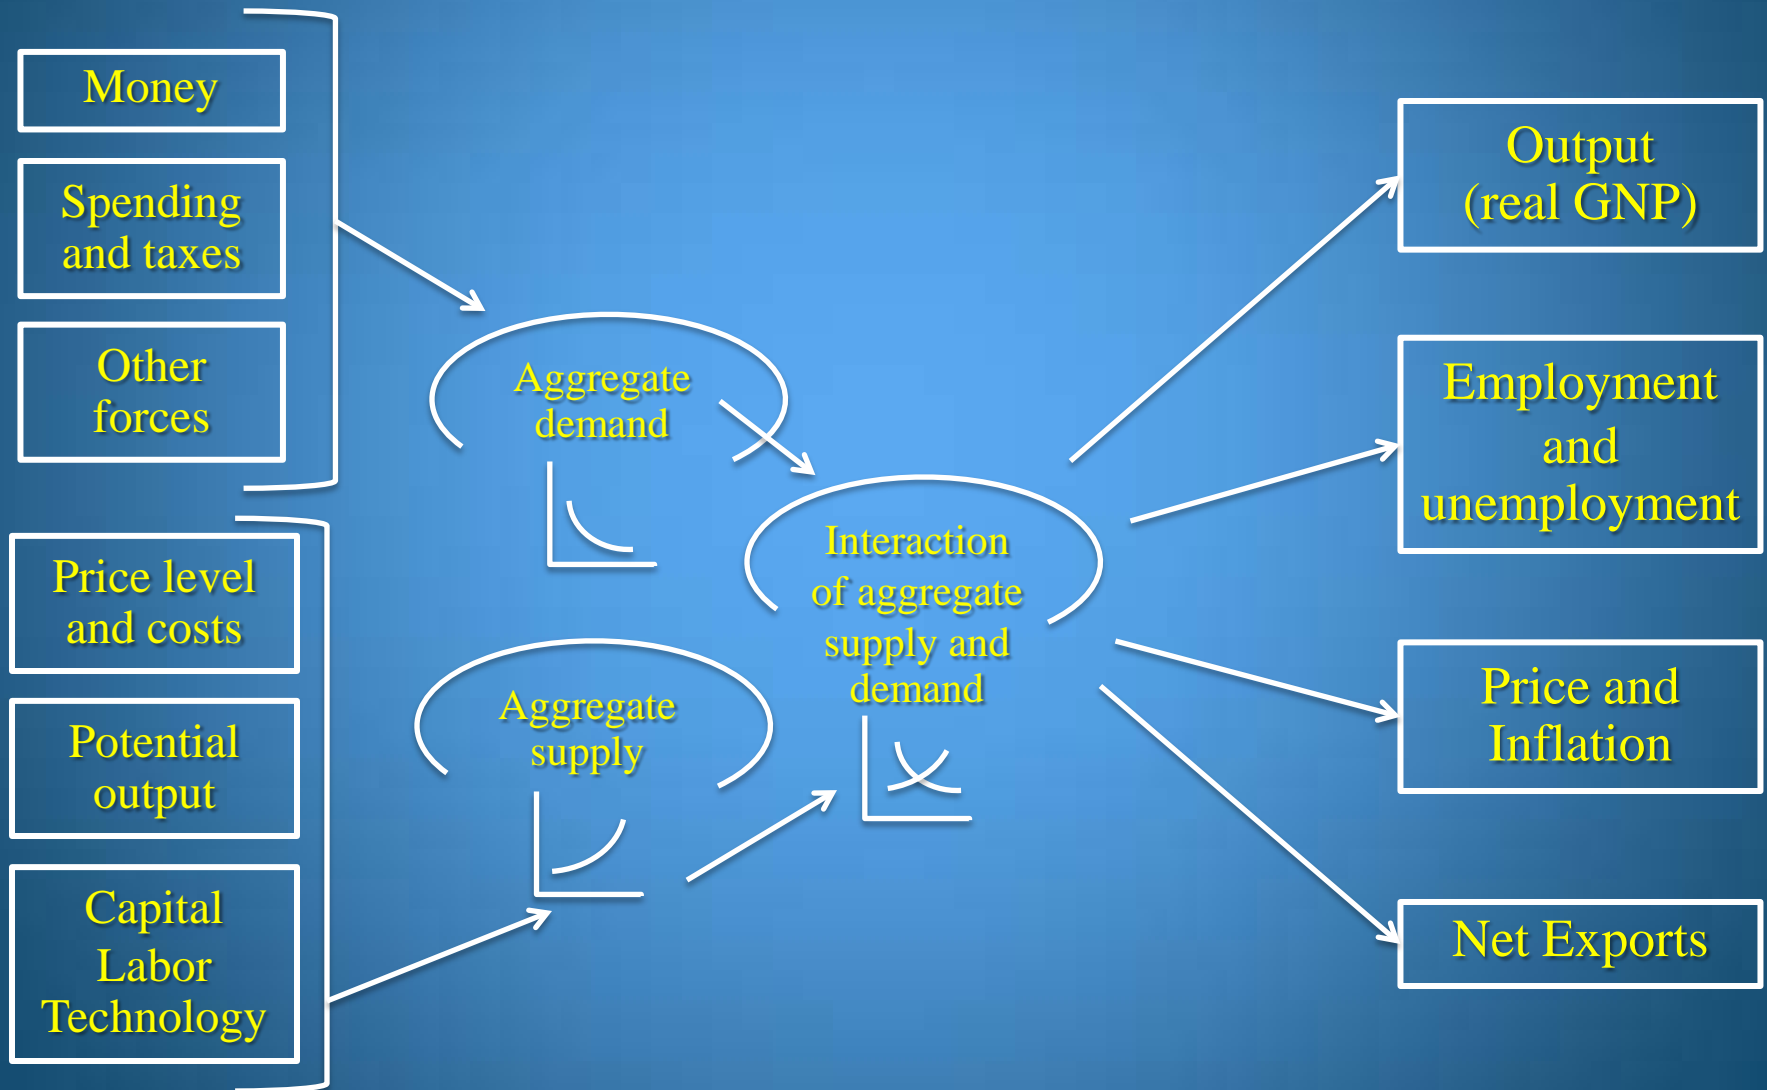 Money
Spending
and taxes
Other
forces
Price level
and costs
Potential
output
Capital
Labor
Technology
Aggregate
demand
Aggregate
supply
Interaction
of aggregate
supply and
demand
Output
(real GNP)
Employment
and
unemployment
Price and
Inflation
Net Exports